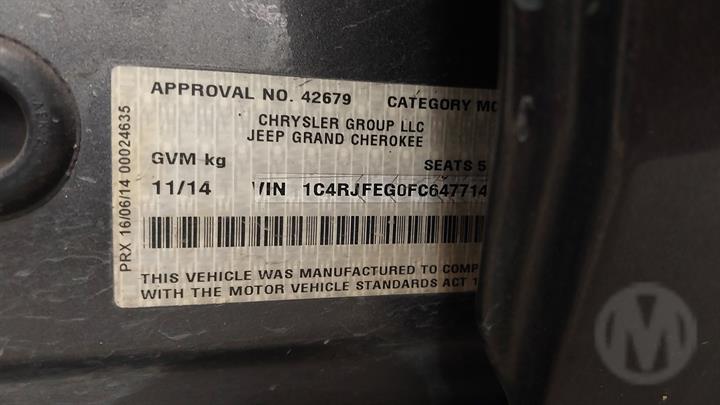 APPROVAL NO. 42679 CATEGORY
CHRYSLER GROUP LLC
JEEP GRAND CHEROKEE
GVM kg SEATS 5
11/14 VIN 1C4RJFEG0FC647714
THIS VEHICLE WAS MANUFACTURED TO
WITH THE MOTOR VEHICLE STANDARDS ACT
PRX 16/06/14 00024635
M